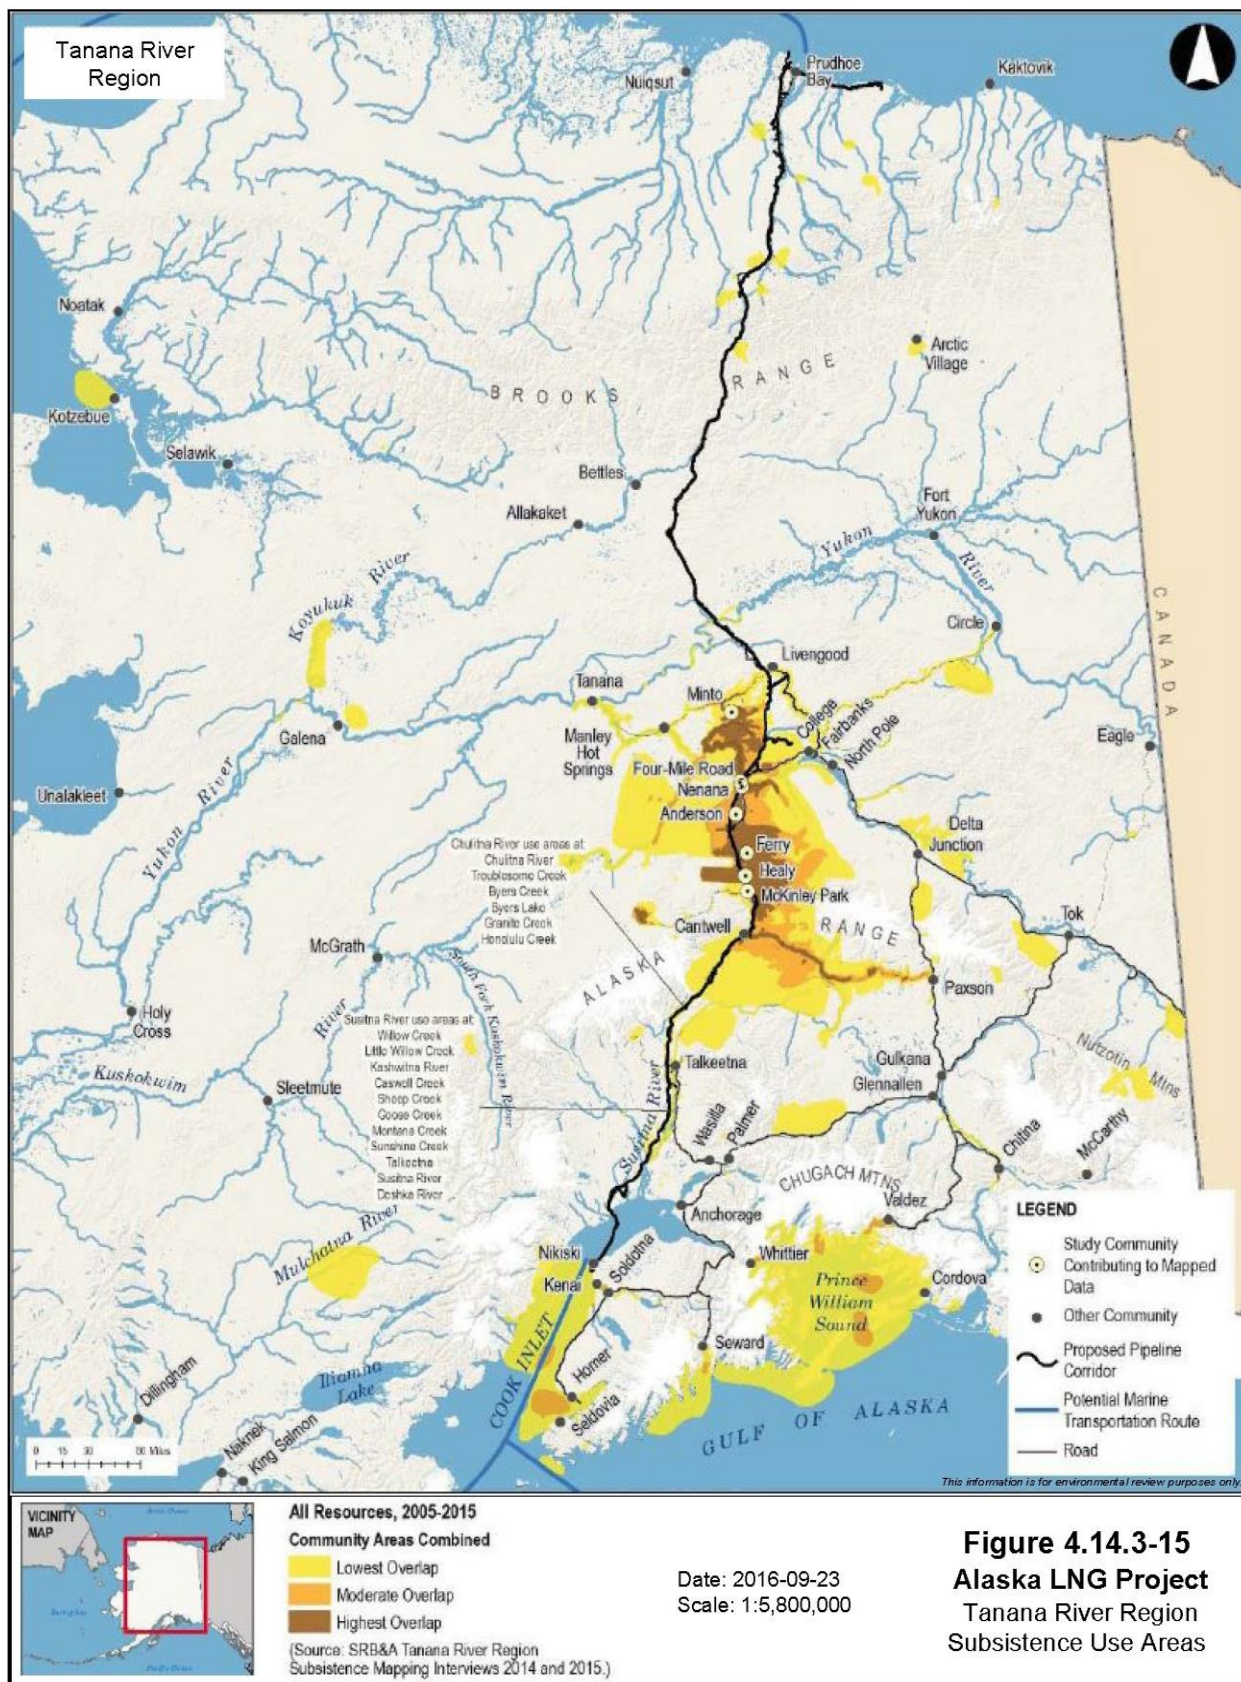 Tanana River
Region
Nuiqsut
Prudhoe
Bay
Kaktovik
Noatak
Kotzebue
Selawik
BROOKS
RANGE
Arctic
Village
Bettles
Allakaket
Fort
Yukon
Yukon
River
Koyukuk
River
Circle
CANADA
Livengood
Tanana
Minto
College
Fairbanks
North Pole
Manley
Hot
Springs
Galena
Eagle
Unalakleet
Yukon
River
Four-Mile Road
Nenana
Anderson
Delta
Junction
Ferry
Healy
McKinley Park
Chulitna River use areas at:
Chulitna River
Troublesome Creek
Byers Creek
Byers Lake
Granite Creek
Honolulu Creek
Cantwell
ALASKA
RANGE
Tok
McGrath
Paxson
Holy
Cross
River
South Fork Kuskokwim River
Susitna River use areas at:
Willow Creek
Little Willow Creek
Kashwitna River
Caswell Creek
Sheep Creek
Goose Creek
Montana Creek
Sunshine Creek
Talkeetna
Susitna River
Deshka River
Kuskokwim
Sleetmute
Talkeetna
Gulkana
Glennallen
Nutzotin Mtns
Susitna River
Wasilla
Palmer
Chitina
McCarthy
CHUGACH MTNS
Valdez
Anchorage
Mulchatna River
Nikiski
Kenai
Soldotna
Whittier
Prince
William
Sound
Cordova
Seward
COOK INLET
Homer
Seldovia
Iliamna
Lake
Dillingham
Naknek
King Salmon
GULF OF ALASKA
0 15 30 60 Miles
LEGEND
Study Community
Contributing to Mapped
Data
Other Community
Proposed Pipeline
Corridor
Potential Marine
Transportation Route
Road
This information is for environmental review purposes only.
VICINITY
MAP
All Resources, 2005-2015
Community Areas Combined
Lowest Overlap
Moderate Overlap
Highest Overlap
(Source: SRB&A Tanana River Region
Subsistence Mapping Interviews 2014 and 2015.)
Date: 2016-09-23
Scale: 1:5,800,000
Figure 4.14.3-15
Alaska LNG Project
Tanana River Region
Subsistence Use Areas